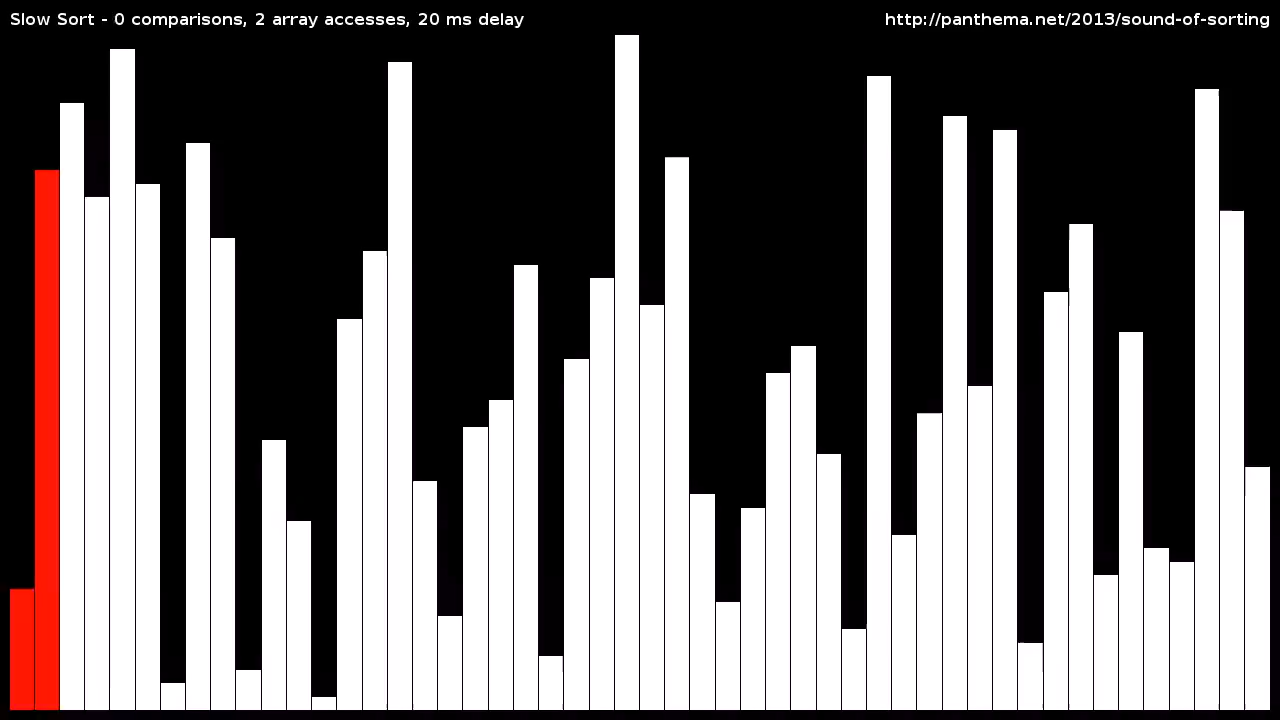 Slow Sort - 0 comparisons, 2 array accesses, 20 ms delay
http://panthema.net/2013/sound-of-sorting